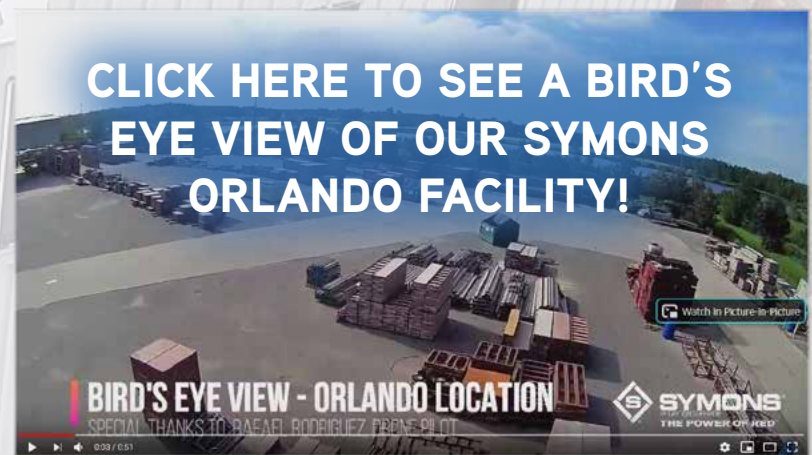 CLICK HERE TO SEE A BIRD'S
EYE VIEW OF OUR SYMONS
ORLANDO FACILITY!
Watch in Picture-in-Picture
BIRD'S EYE VIEW - ORLANDO LOCATION
SPECIAL THANKS TO: RAFAEL RODRIGUEZ DRONE PILOT
SYMONS
THE POWER OF RED
0:03 / 0:51